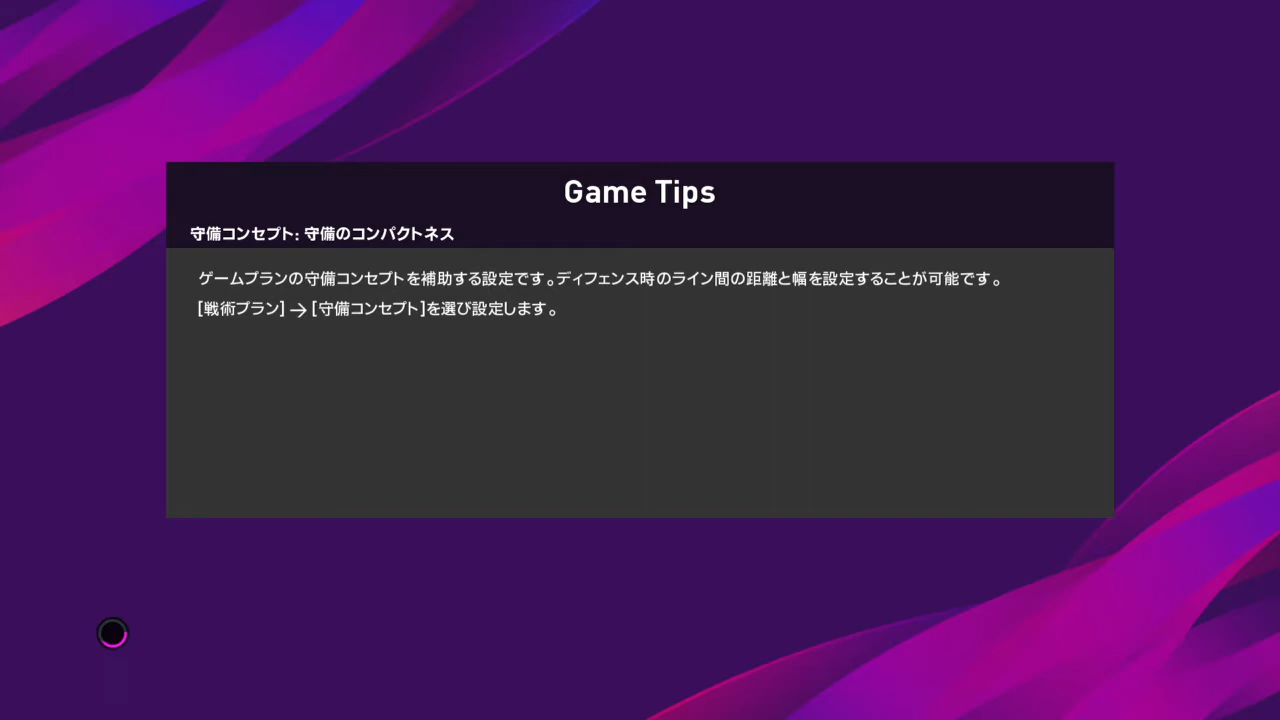 Game Tips
守備コンセプト: 守備のコンパクトネス
ゲームプランの守備コンセプトを補助する設定です。ディフェンス時のライン間の距離と幅を設定することが可能です。
[戦術プラン] → [守備コンセプト]を選び設定します。